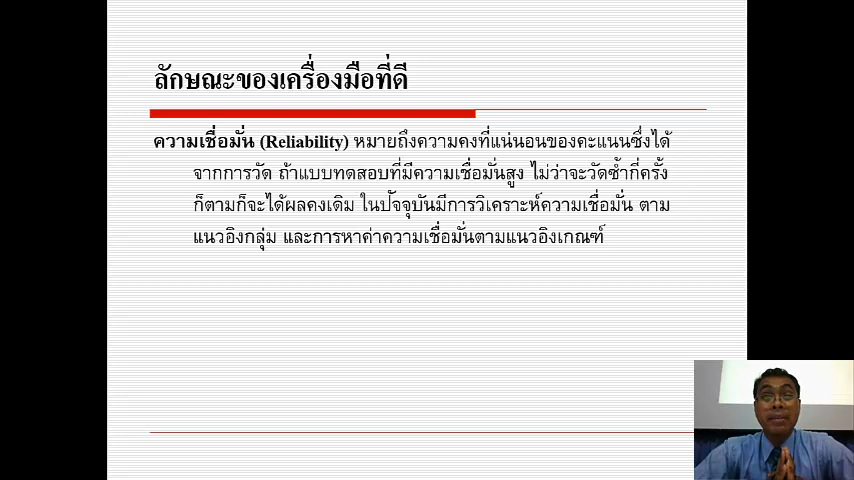 ลักษณะของเครื่องมือที่ดี
ความเชื่อมั่น (Reliability) หมายถึงความคงที่แน่นอนของคะแนนซึ่งได้
จากการวัด ถ้าแบบทดสอบที่มีความเชื่อมั่นสูง ไม่ว่าจะวัดซ้ำกี่ครั้ง
ก็ตามก็จะได้ผลคงเดิม ในปัจจุบันมีการวิเคราะห์ความเชื่อมั่น ตาม
แนวอิงกลุ่ม และการหาค่าความเชื่อมั่นตามแนวอิงเกณฑ์